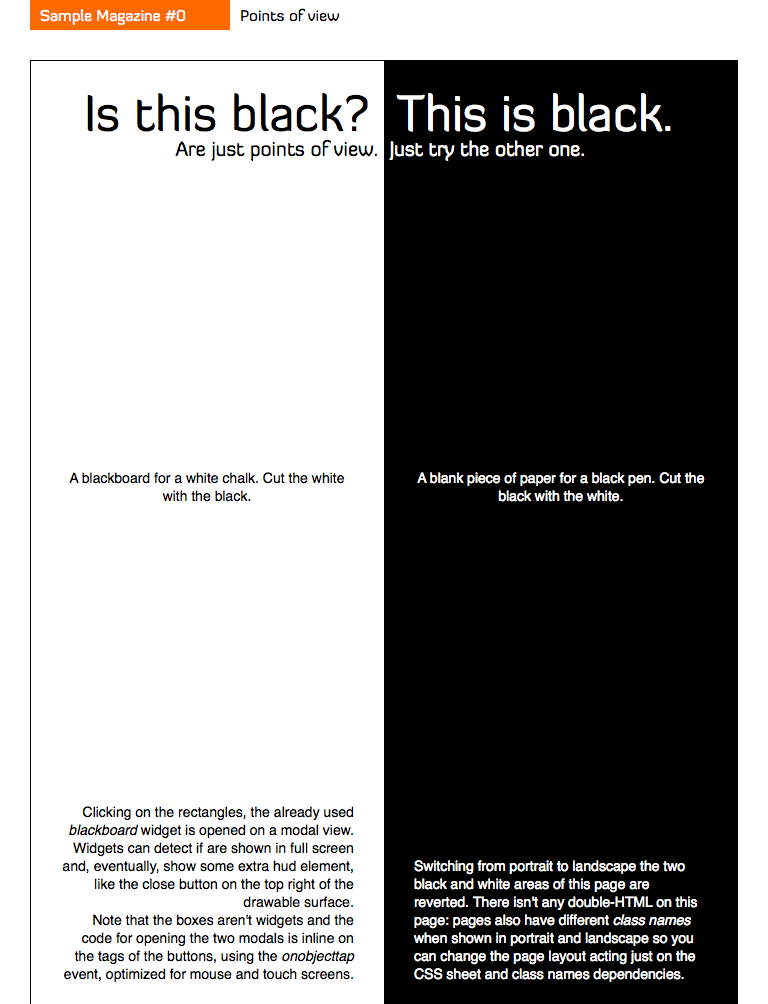 Sample Magazine #0
Points of view
Is this black?
Are just points of view.
A blackboard for a white chalk. Cut the white
with the black.
Clicking on the rectangles, the already used
blackboard widget is opened on a modal view.
Widgets can detect if are shown in full screen
and, eventually, show some extra hud element,
like the close button on the top right of the
drawable surface.
Note that the boxes aren't widgets and the
code for opening the two modals is inline on
the tags of the buttons, using the onobjecttap
event, optimized for mouse and touch screens.
This is black.
Just try the other one.
A blank piece of paper for a black pen. Cut the
black with the white.
Switching from portrait to landscape the two
black and white areas of this page are
reverted. There isn't any double-HTML on this
page: pages also have different class names
when shown in portrait and landscape so you
can change the page layout acting just on the
CSS sheet and class names dependencies.